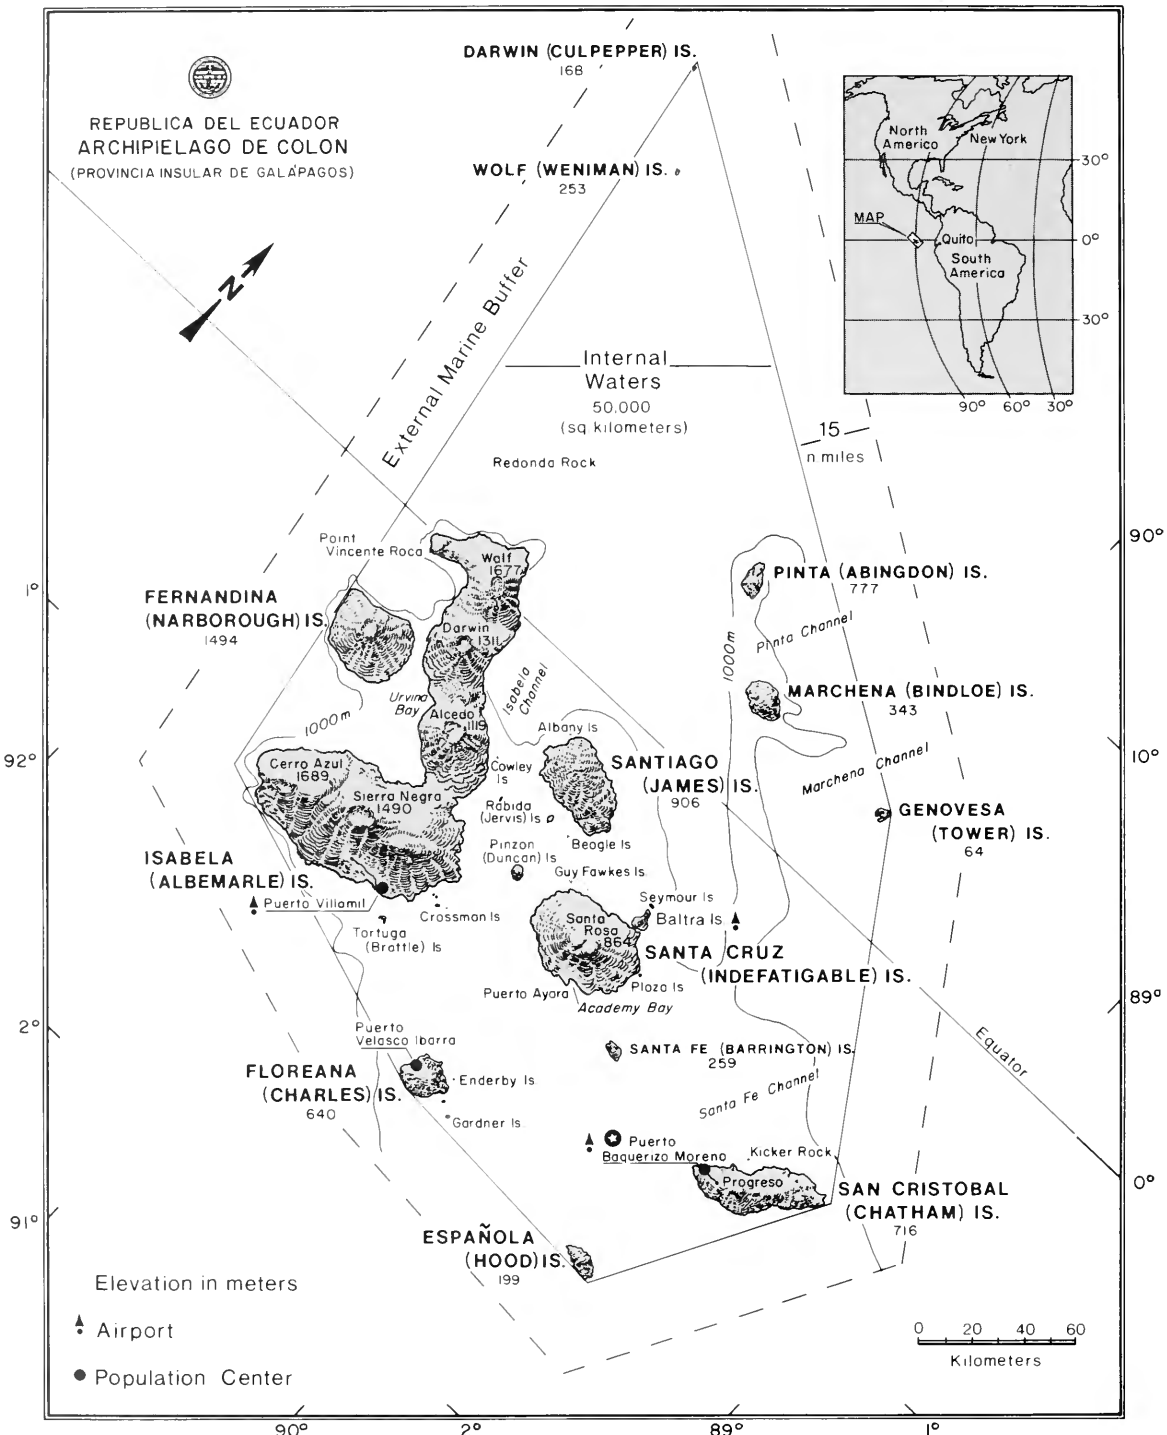 DARWIN (CULPEPPER) IS.
168
REPUBLICA DEL ECUADOR
ARCHIPIELAGO DE COLON
(PROVINCIA INSULAR DE GALÁPAGOS)
WOLF (WENIMAN) IS.
253
N
North
America
New York
30°
MAP
Quito
0°
South
America
30°
90° 60° 30°
External Marine Buffer
Internal
Waters
50.000
(sq kilometers)
15
n miles
Redonda Rock
Point
Vincente Roca
Walf
1677
90°
PINTA (ABINGDON) IS.
777
1°
FERNANDINA
(NARBOROUGH) IS.
1494
Darwin
1311
Pinta Channel
1000m
Isabela
Channel
Urvina
Bay
MARCHENA (BINDLOE) IS.
343
1000m
Alcedo
1119
Albany Is
92°
Cerro Azul
1689
Cowley
Is
SANTIAGO
(JAMES) IS.
906
Marchena Channel
10°
Sierra Negra
1490
Rabida
(Jervis) Is
GENOVESA
(TOWER) IS.
64
Pinzon
(Duncan) Is
Beagle Is
ISABELA
(ALBEMARLE) IS.
Guy Fawkes Is
Puerto Villamil
Crossman Is
Seymour Is
Baltra Is
Tortuga
(Brattle) Is
Santa
Rosa
864
SANTA CRUZ
(INDEFATIGABLE) IS.
Plaza Is
Puerto Ayora
Academy Bay
89°
2°
Puerto
Velasco Ibarra
Equator
SANTA FE (BARRINGTON) IS.
259
FLOREANA
(CHARLES) IS.
640
Enderby Is
Santa Fe Channel
Gardner Is.
Puerto
Baquerizo Moreno
Kicker Rock
Progreso
0°
SAN CRISTOBAL
(CHATHAM) IS.
716
91°
ESPAÑOLA
(HOOD) IS.
199
Elevation in meters
Airport
Population Center
0 20 40 60
Kilometers
90° 2° 89° 1°